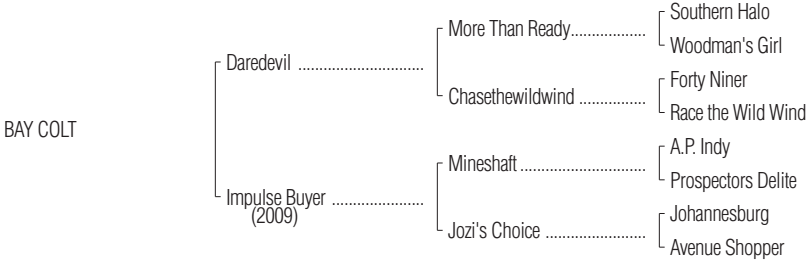 Southern Halo
More Than Ready..................
Woodman's Girl
Daredevil ..............................
Forty Niner
Chasethewildwind ................
Race the Wild Wind
BAY COLT
A.P. Indy
Mineshaft..............................
Prospectors Delite
Impulse Buyer ......................
(2009)
Johannesburg
Jozi's Choice ........................
Avenue Shopper